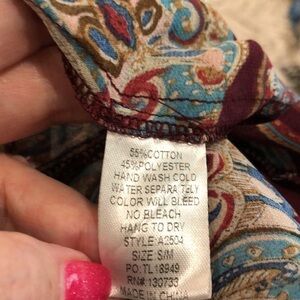 55% COTTON
45% POLYESTER
HAND WASH COLD
WATER SEPARATELY
COLOR WILL BLEED
NO BLEACH
HANG TO DRY
STYLE:A2504
SIZE: S/M
PO:TL18949
RN#:130733
MADE IN CHINA